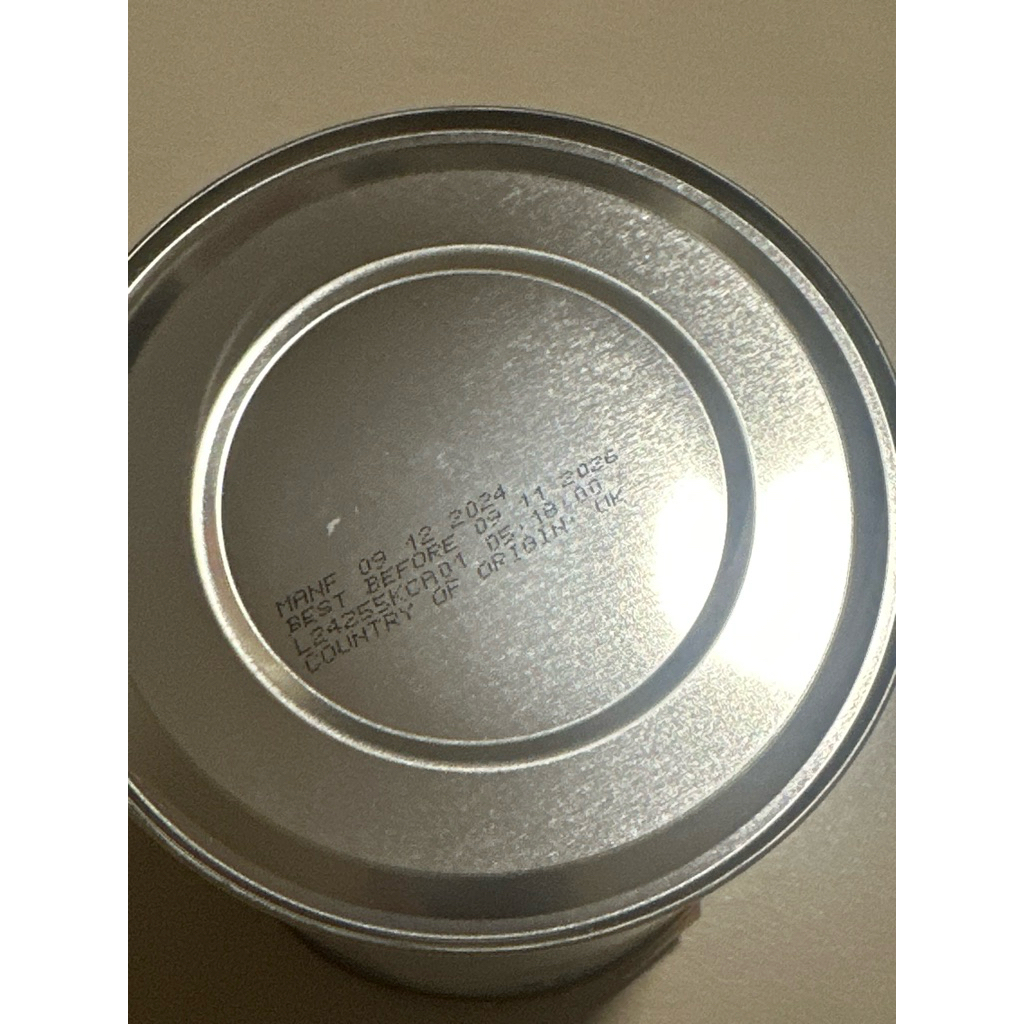 MANF 09 12 2024
BEST BEFORE 09 11 2026
L24255KCA01 05:18:00
COUNTRY OF ORIGIN: UK